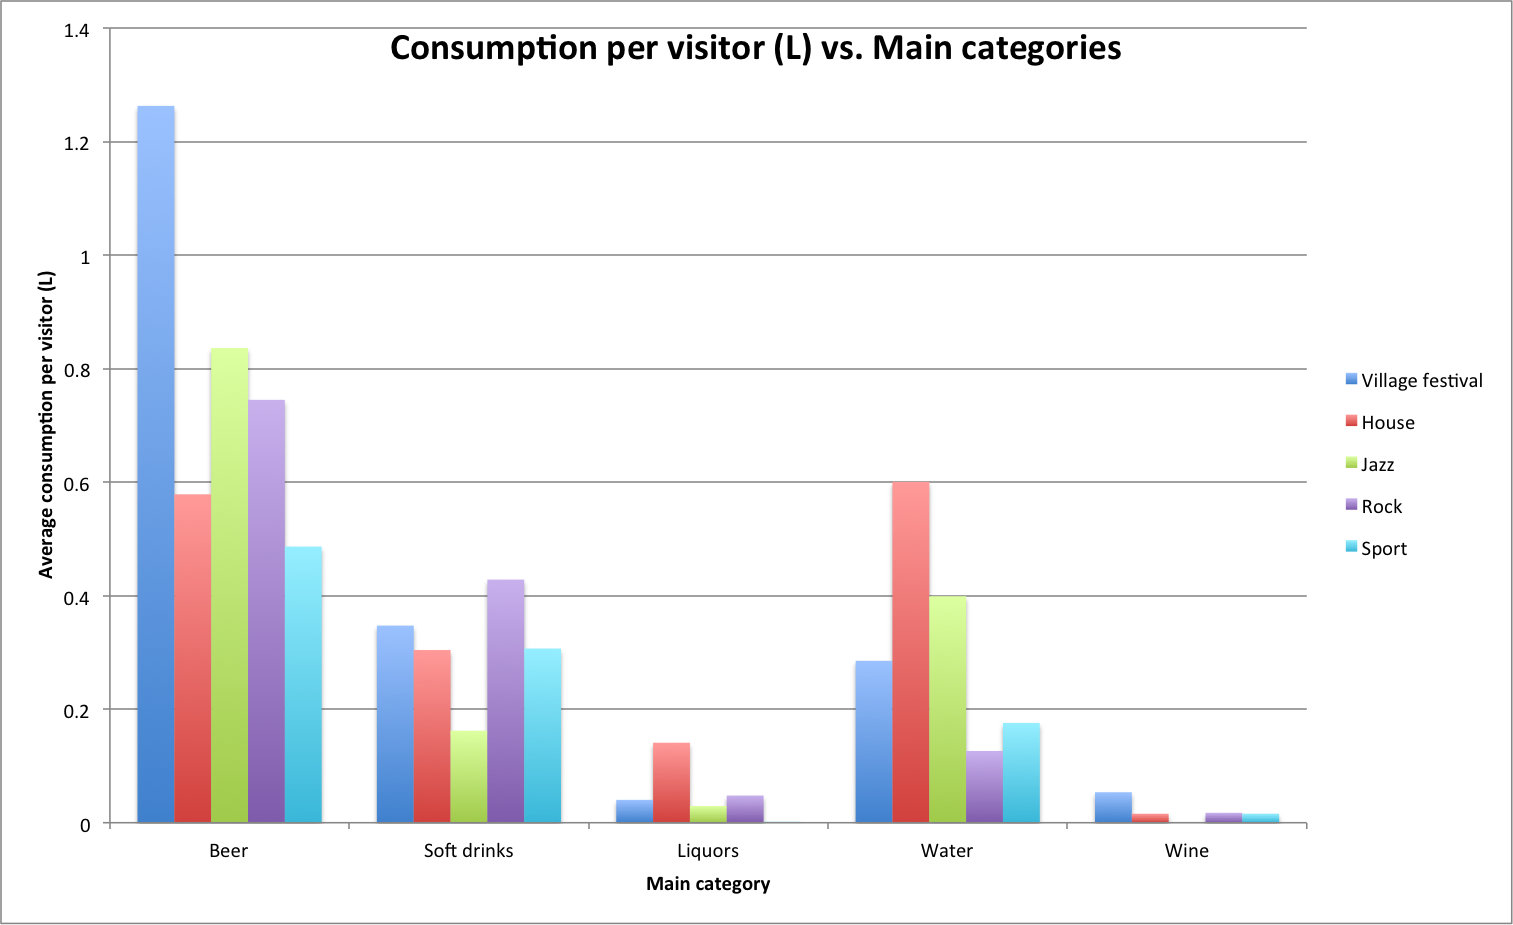 Consumption per visitor (L) vs. Main categories
1.4
1.2
1
0.8
0.6
0.4
0.2
0
Average consumption per visitor (L)
Beer
Soft drinks
Liquors
Water
Wine
Main category
Village festival
House
Jazz
Rock
Sport